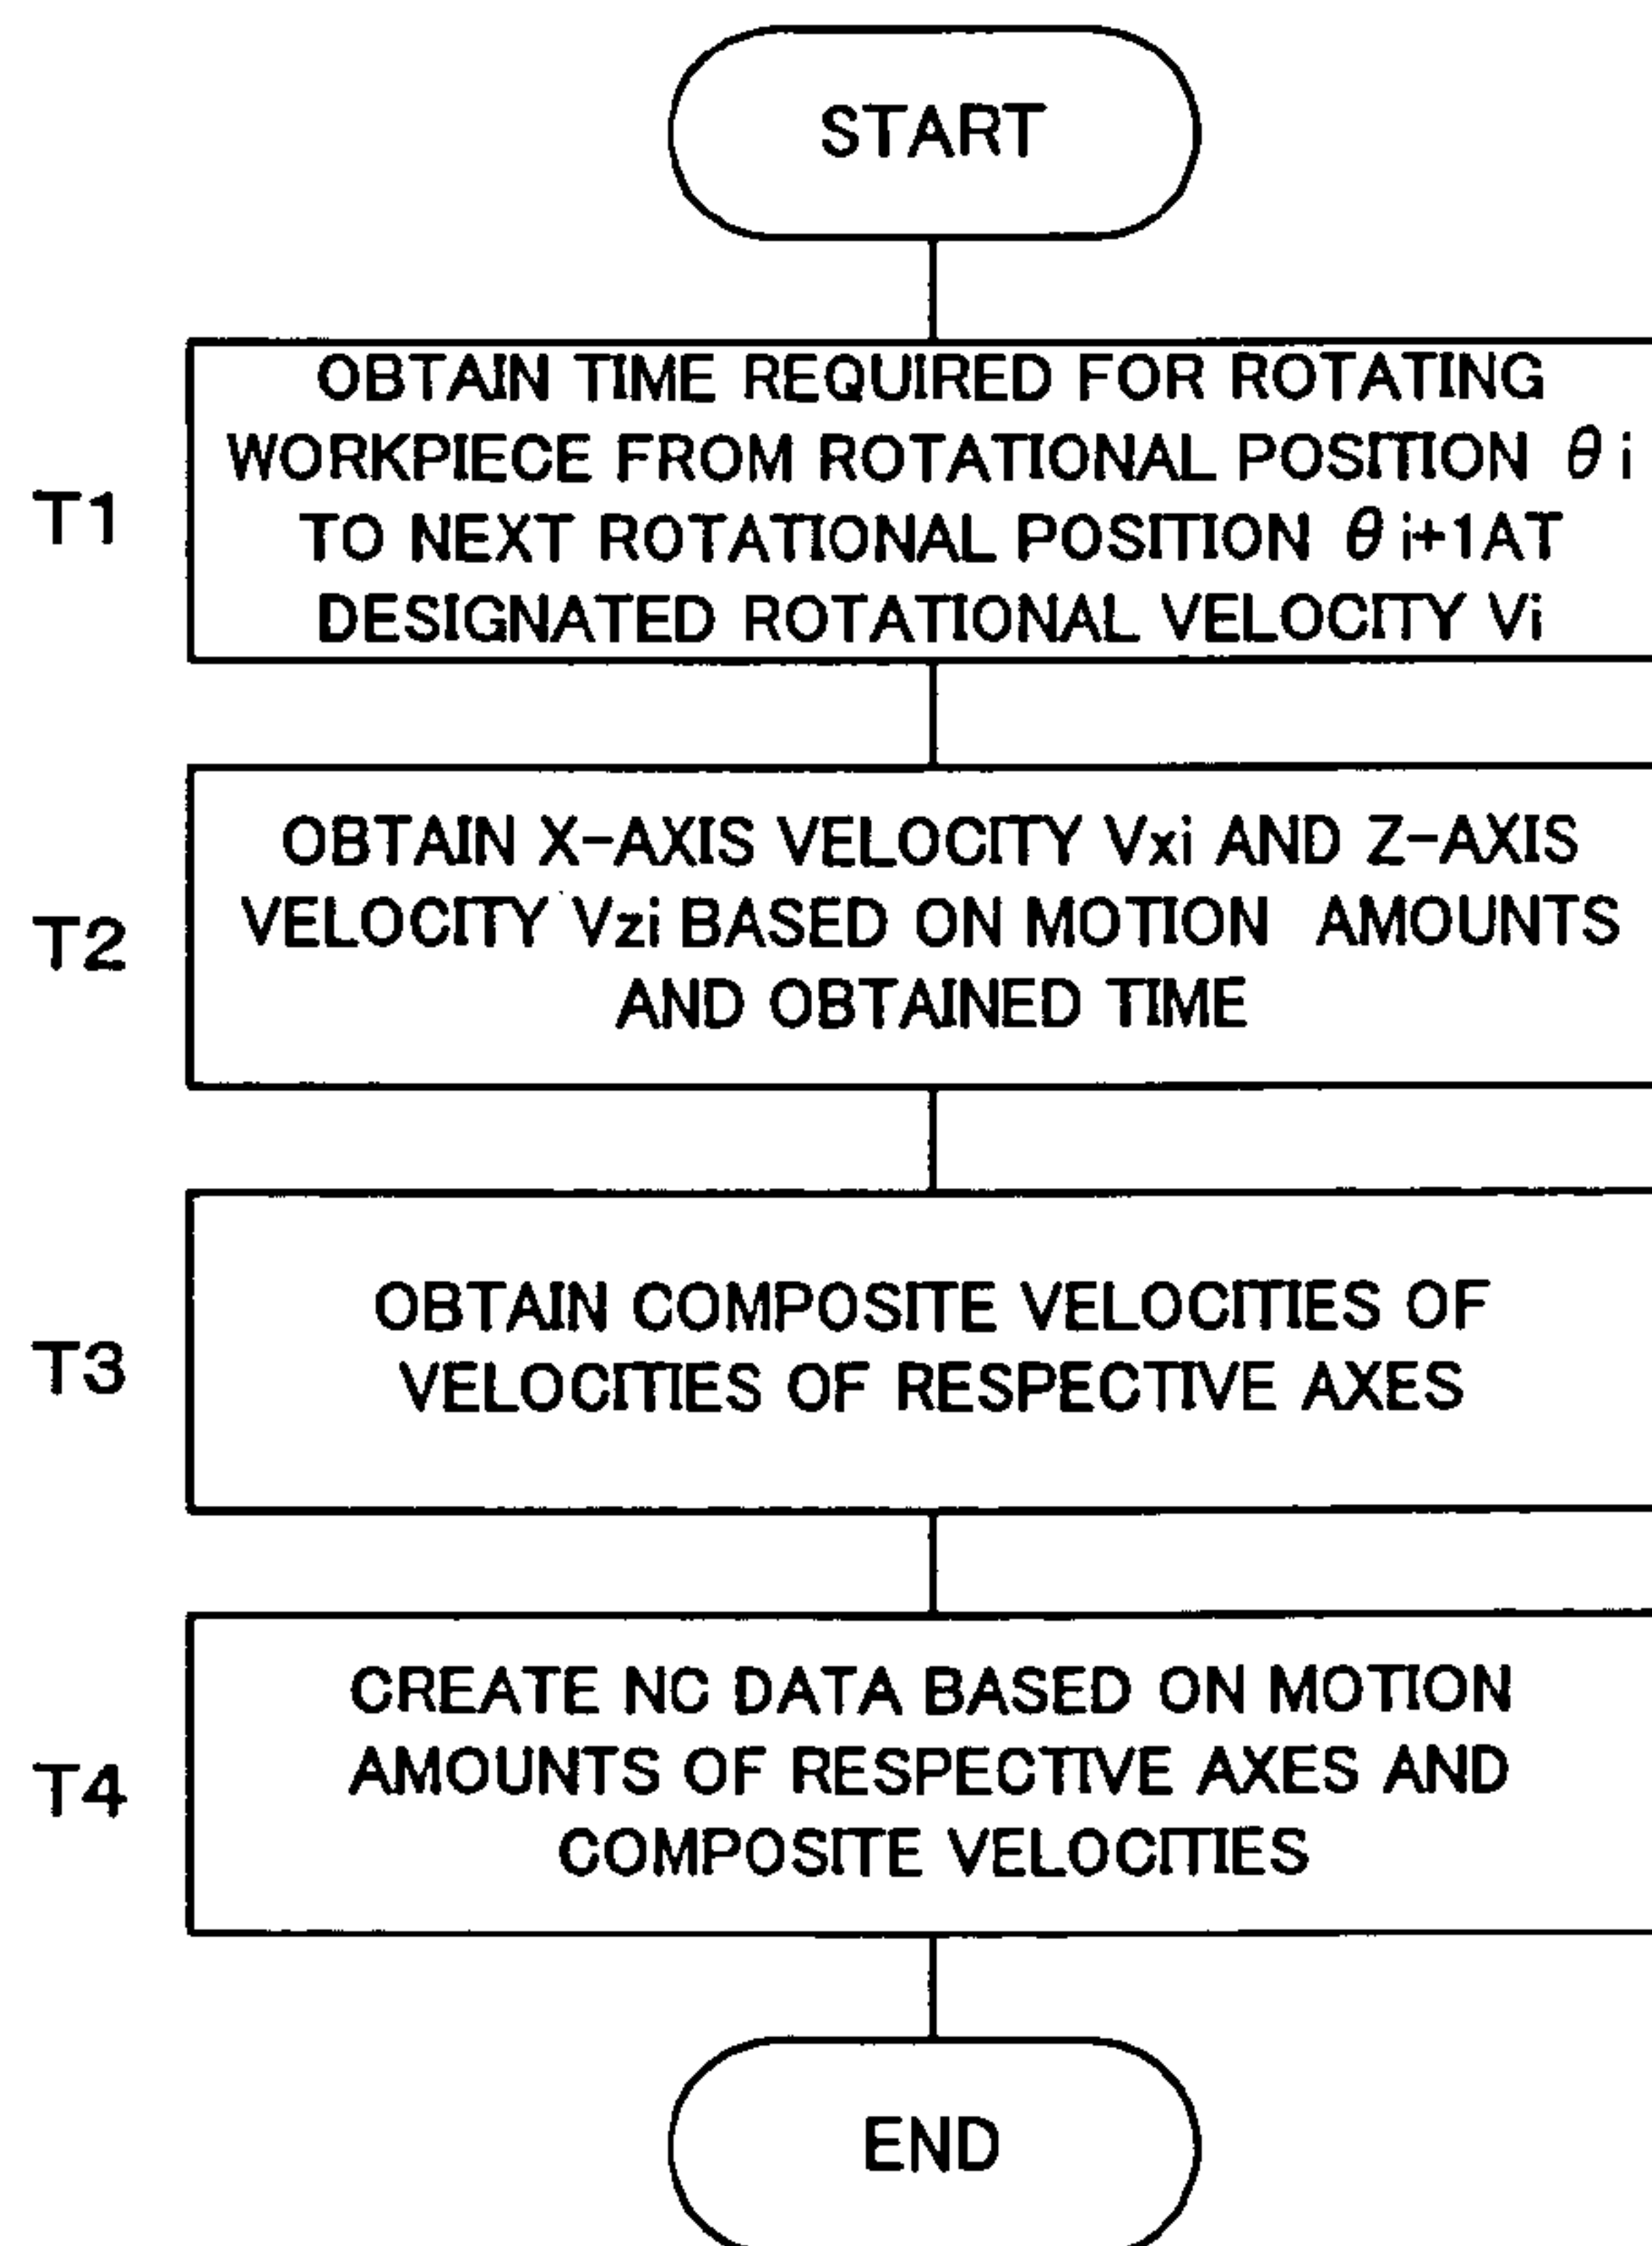 START
OBTAIN TIME REQUIRED FOR ROTATING
WORKPIECE FROM ROTATIONAL POSITION θi
T1
TO NEXT ROTATIONAL POSITION θi+1AT
DESIGNATED ROTATIONAL VELOCITY Vi
OBTAIN X-AXIS VELOCITY Vxi AND Z-AXIS
T2
VELOCITY Vzi BASED ON MOTION AMOUNTS
AND OBTAINED TIME
OBTAIN COMPOSITE VELOCITIES OF
T3
VELOCITIES OF RESPECTIVE AXES
CREATE NC DATA BASED ON MOTION
T4
AMOUNTS OF RESPECTIVE AXES AND
COMPOSITE VELOCITIES
END